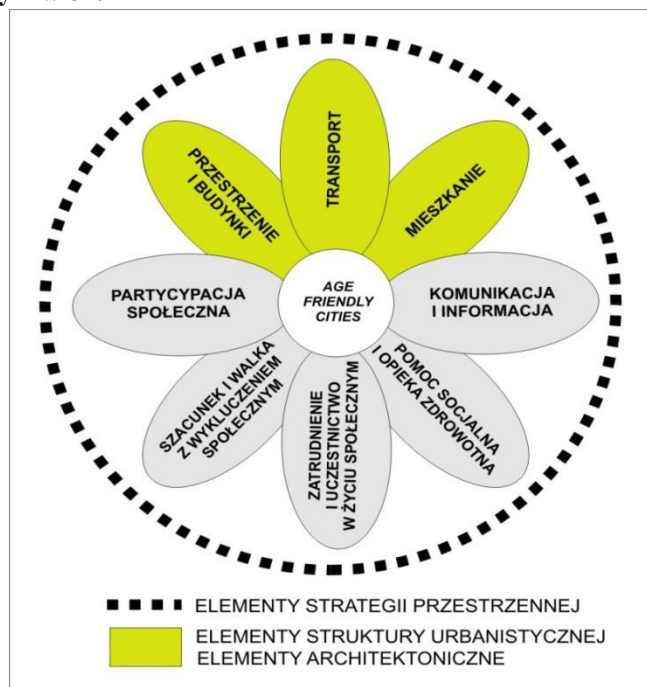 TRANSPORT
PRZESTRZENIE
I BUDYNKI
MIESZKANIE
PARTYCYPACJA
SPOŁECZNA
AGE
FRIENDLY
CITIES
KOMUNIKACJA
I INFORMACJA
SZACUNEK I WALKA
Z WYKLUCZENIEM
SPOŁECZNYM
ZATRUDNIENIE
I UCZESTNICTWO
W ŻYCIU SPOŁECZNYM
POMOC SOCJALNA
I OPIEKA ZDROWOTNA
ELEMENTY STRATEGII PRZESTRZENNEJ
ELEMENTY STRUKTURY URBANISTYCZNEJ
ELEMENTY ARCHITEKTONICZNE